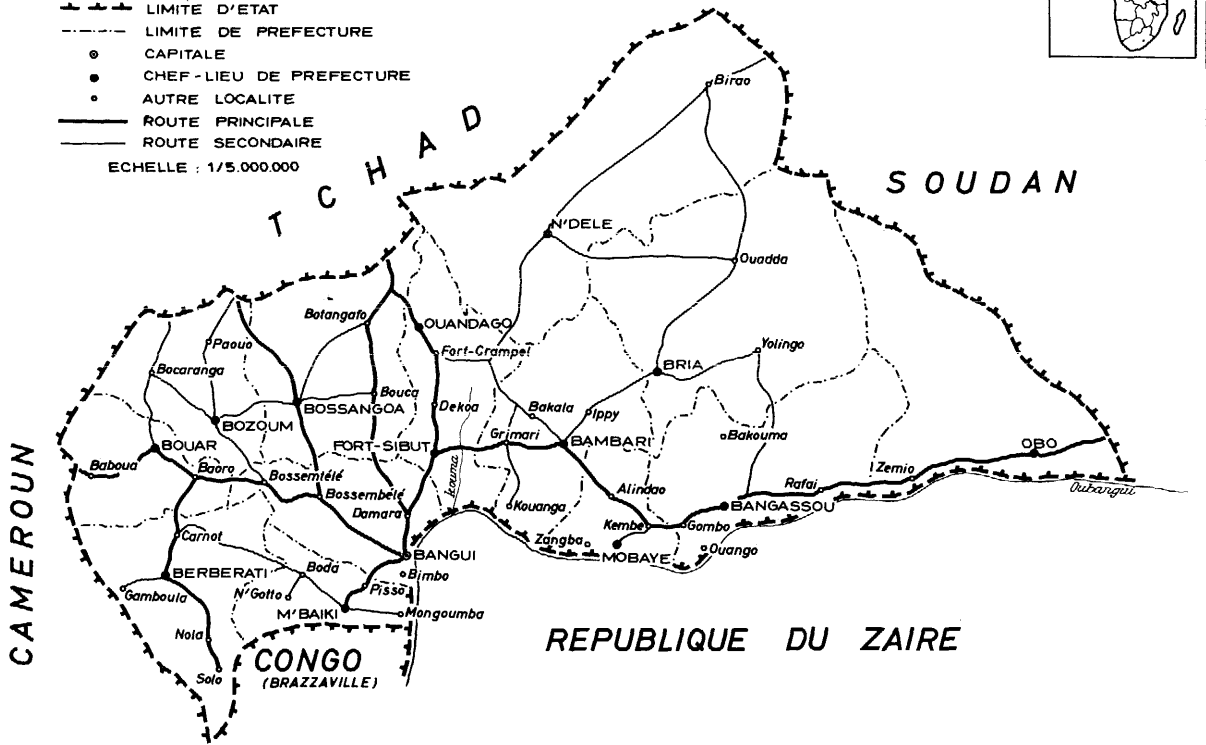 LIMITE D'ETAT
LIMITE DE PREFECTURE
CAPITALE
CHEF-LIEU DE PREFECTURE
AUTRE LOCALITE
ROUTE PRINCIPALE
ROUTE SECONDAIRE
ECHELLE : 1/5.000.000
TCHAD
SOUDAN
Birao
N'DELE
Ouadda
Botangafo
OUANDAGO
Paouo
Fort-Crampel
Yolingo
Bocaranga
BRIA
Bouca
BOSSANGOA
Dekoa
Bakala
Ippy
BOZOUM
Bakouma
BOUAR
FORT-SIBUT
Grimari
BAMBARI
OBO
CAMEROUN
Baboua
Baoro
Bossemtélé
kouma
Zemio
Rafai
Oubangui
Bossembélé
Alindao
Damara
Kouanga
BANGASSOU
Kembe
Gombo
Carnot
Zangba
Ouango
BANGUI
MOBAYE
BERBERATI
Boda
Bimbo
Gamboula
N'Gotto
Pisso
M'BAIKI
Mongoumba
Nola
REPUBLIQUE DU ZAIRE
CONGO
(BRAZZAVILLE)
Solo